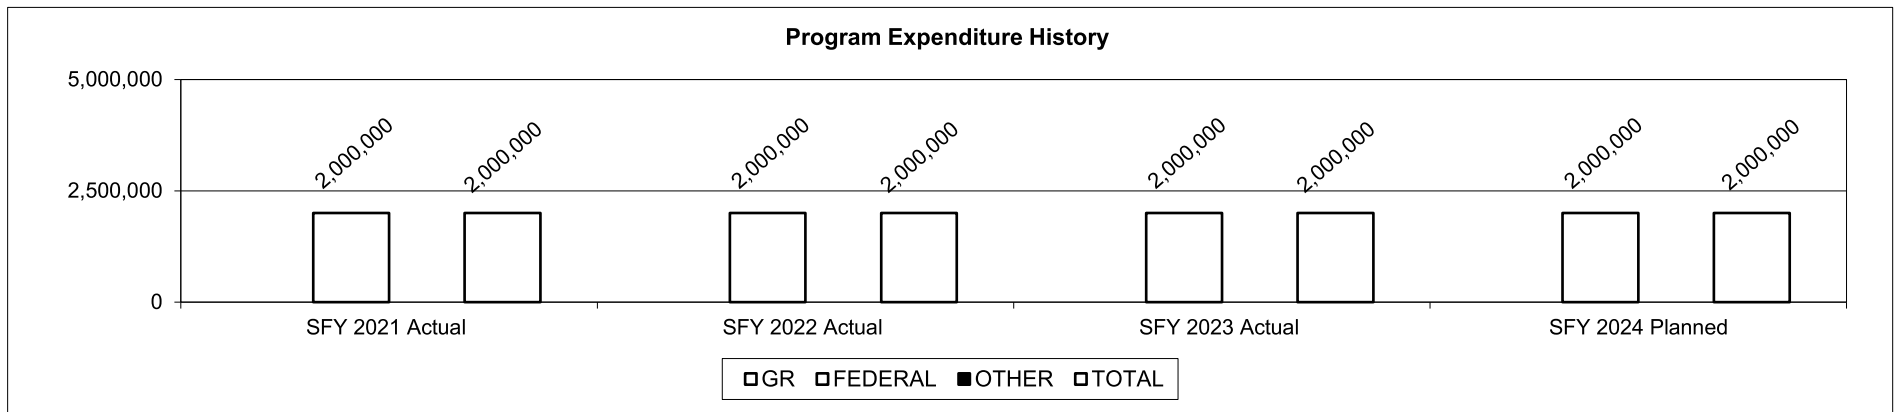 Program Expenditure History
5,000,000
2,500,000
0
2,000,000
2,000,000
2,000,000
2,000,000
2,000,000
2,000,000
2,000,000
2,000,000
SFY 2021 Actual
SFY 2022 Actual
SFY 2023 Actual
SFY 2024 Planned
GR FEDERAL OTHER TOTAL